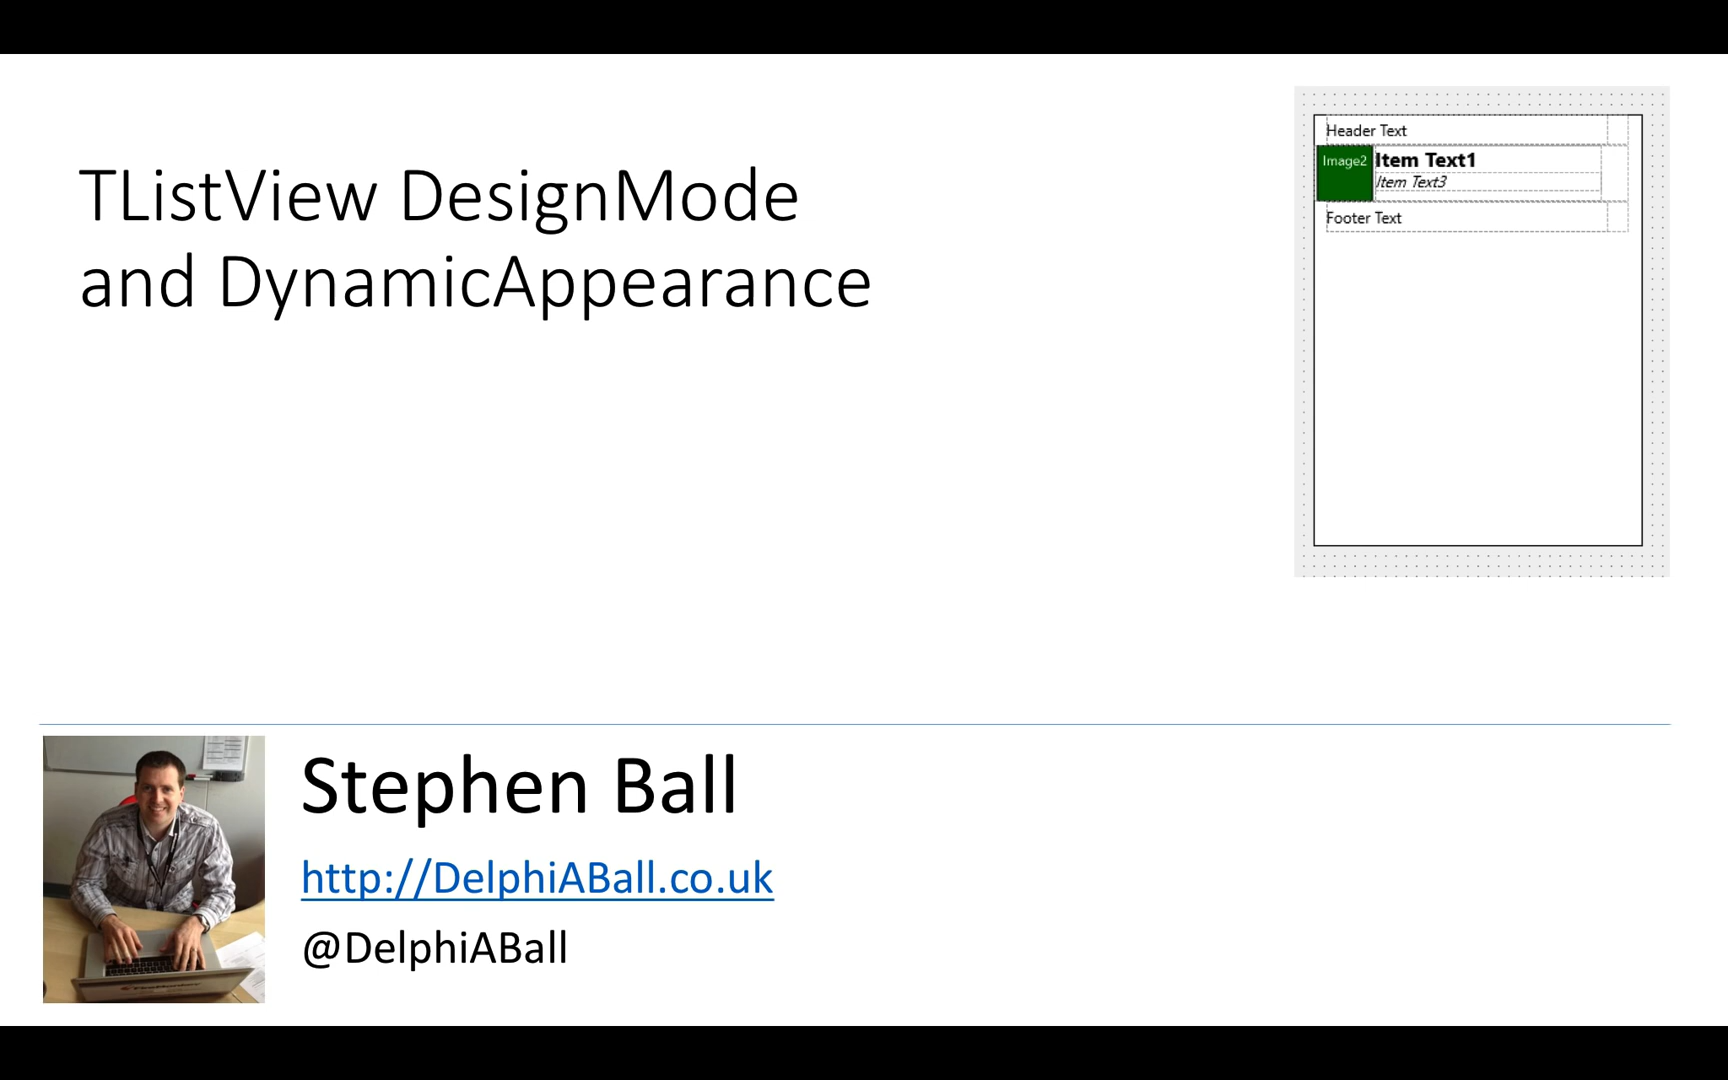 TListView DesignMode
and DynamicAppearance
Header Text
Image2
Item Text1
Item Text3
Footer Text
Stephen Ball
http://DelphiABall.co.uk
@DelphiABall